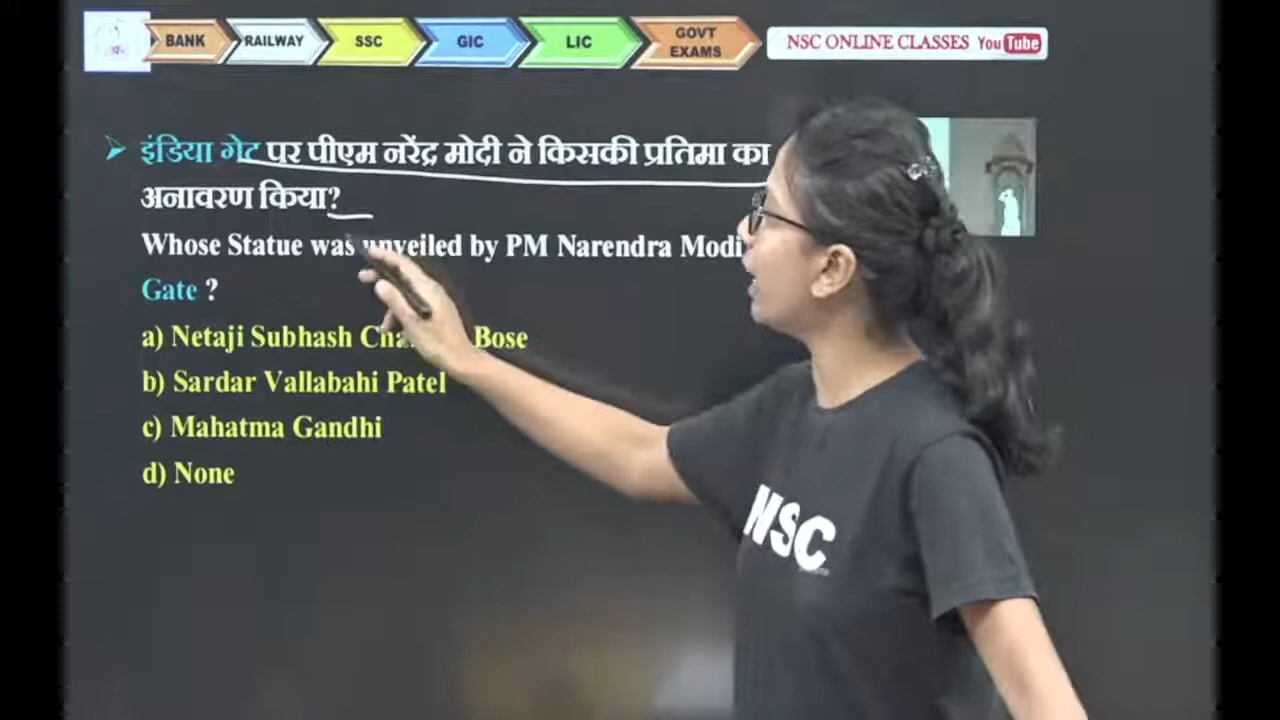 BANK RAILWAY SSC GIC LIC GOVT EXAMS NSC ONLINE CLASSES YouTube
इंडिया गेट पर पीएम नरेंद्र मोदी ने किसकी प्रतिमा का
अनावरण किया?
Whose Statue was unveiled by PM Narendra Modi
Gate ?
a) Netaji Subhash Bose
b) Sardar Vallabahi Patel
c) Mahatma Gandhi
d) None
NSC